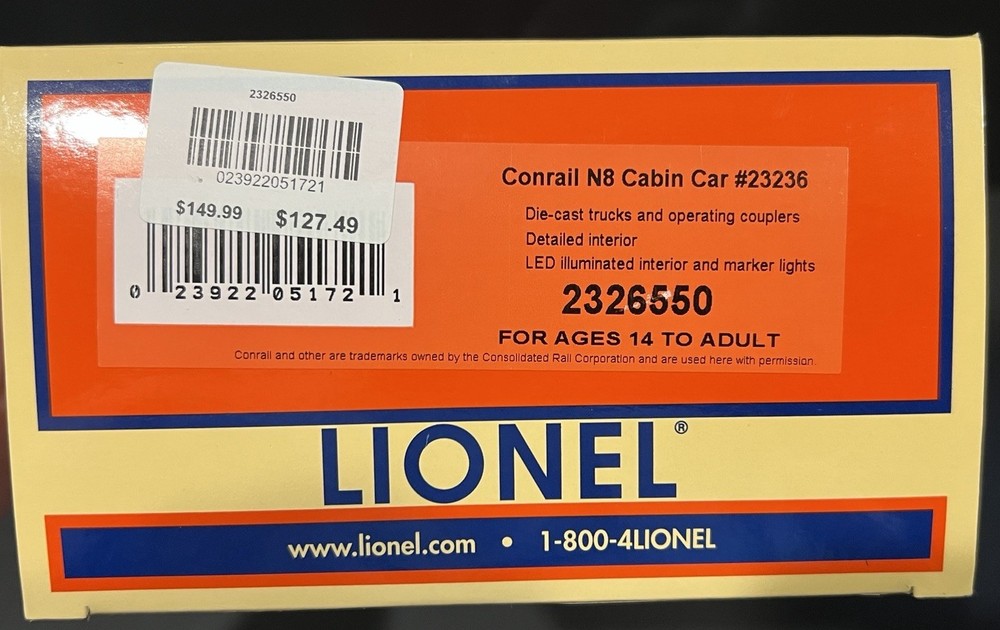 2326550
023922051721
$149.99 $127.49
0 23922 05172 1
Conrail N8 Cabin Car #23236
Die-cast trucks and operating couplers
Detailed interior
LED illuminated interior and marker lights
2326550
FOR AGES 14 TO ADULT
Conrail and other are trademarks owned by the Consolidated Rail Corporation and are used here with permission.
LIONEL®
www.lionel.com • 1-800-4LIONEL